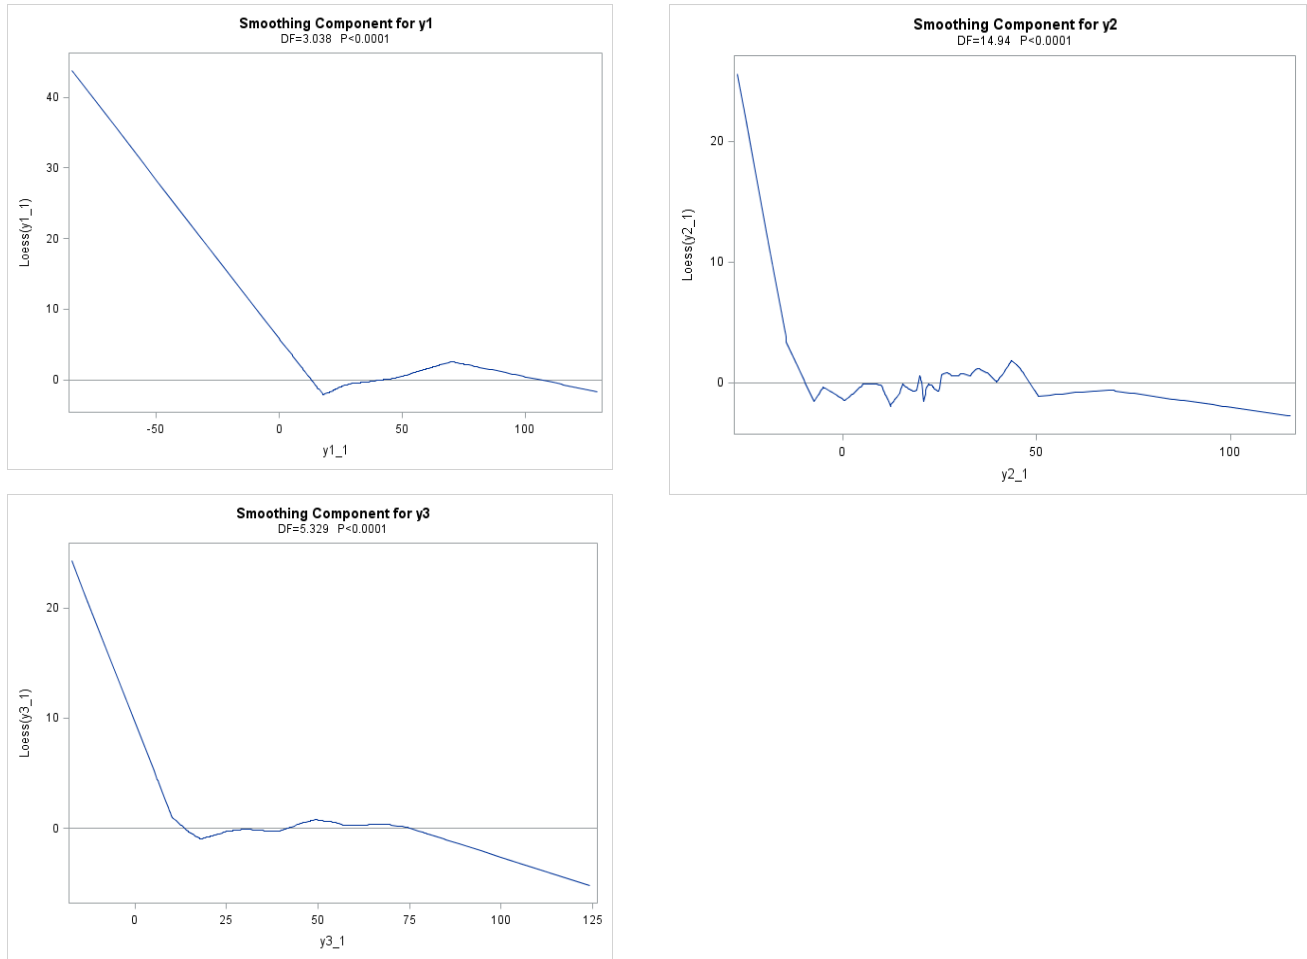 Smoothing Component for y1
DF=3.038 P<0.0001
40
30
20
10
0
Loess(y1_1)
-50 0 50 100
y1_1
Smoothing Component for y2
DF=14.94 P<0.0001
20
10
0
Loess(y2_1)
0 50 100
y2_1
Smoothing Component for y3
DF=5.329 P<0.0001
20
10
0
Loess(y3_1)
0 25 50 75 100 125
y3_1